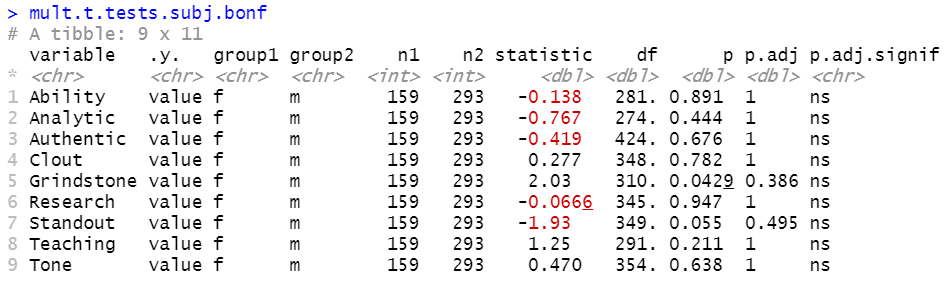 > mult.t.tests.subj.bonf
# A tibble: 9 x 11
  variable   .y.   group1 group2    n1    n2 statistic    df      p p.adj p.adj.signif
* <chr>      <chr> <chr>  <chr>  <int> <int>     <dbl> <dbl>  <dbl> <dbl> <chr>
1 Ability    value f      m        159   293   -0.138   281. 0.891  1     ns
2 Analytic   value f      m        159   293   -0.767   274. 0.444  1     ns
3 Authentic  value f      m        159   293   -0.419   424. 0.676  1     ns
4 Clout      value f      m        159   293    0.277   348. 0.782  1     ns
5 Grindstone value f      m        159   293    2.03    310. 0.0429 0.386 ns
6 Research   value f      m        159   293   -0.0666  345. 0.947  1     ns
7 Standout   value f      m        159   293   -1.93    349. 0.055  0.495 ns
8 Teaching   value f      m        159   293    1.25    291. 0.211  1     ns
9 Tone       value f      m        159   293    0.470   354. 0.638  1     ns